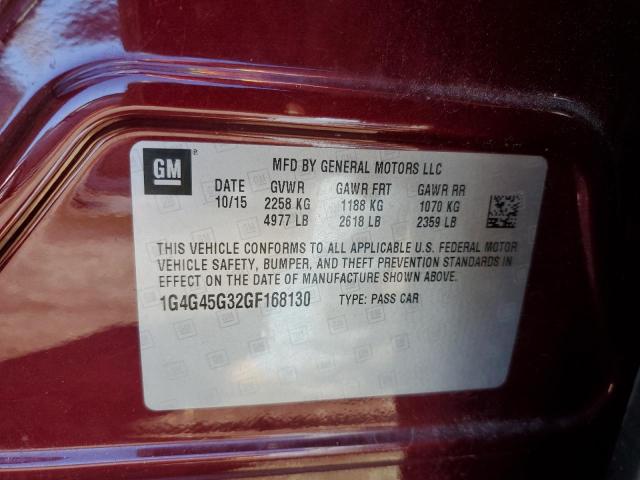 GM
MFD BY GENERAL MOTORS LLC
DATE GVWR GAWR FRT GAWR RR
10/15 2258 KG 1188 KG 1070 KG
4977 LB 2618 LB 2359 LB
THIS VEHICLE CONFORMS TO ALL APPLICABLE U.S. FEDERAL MOTOR
VEHICLE SAFETY, BUMPER, AND THEFT PREVENTION STANDARDS IN
EFFECT ON THE DATE OF MANUFACTURE SHOWN ABOVE.
1G4G45G32GF168130 TYPE: PASS CAR